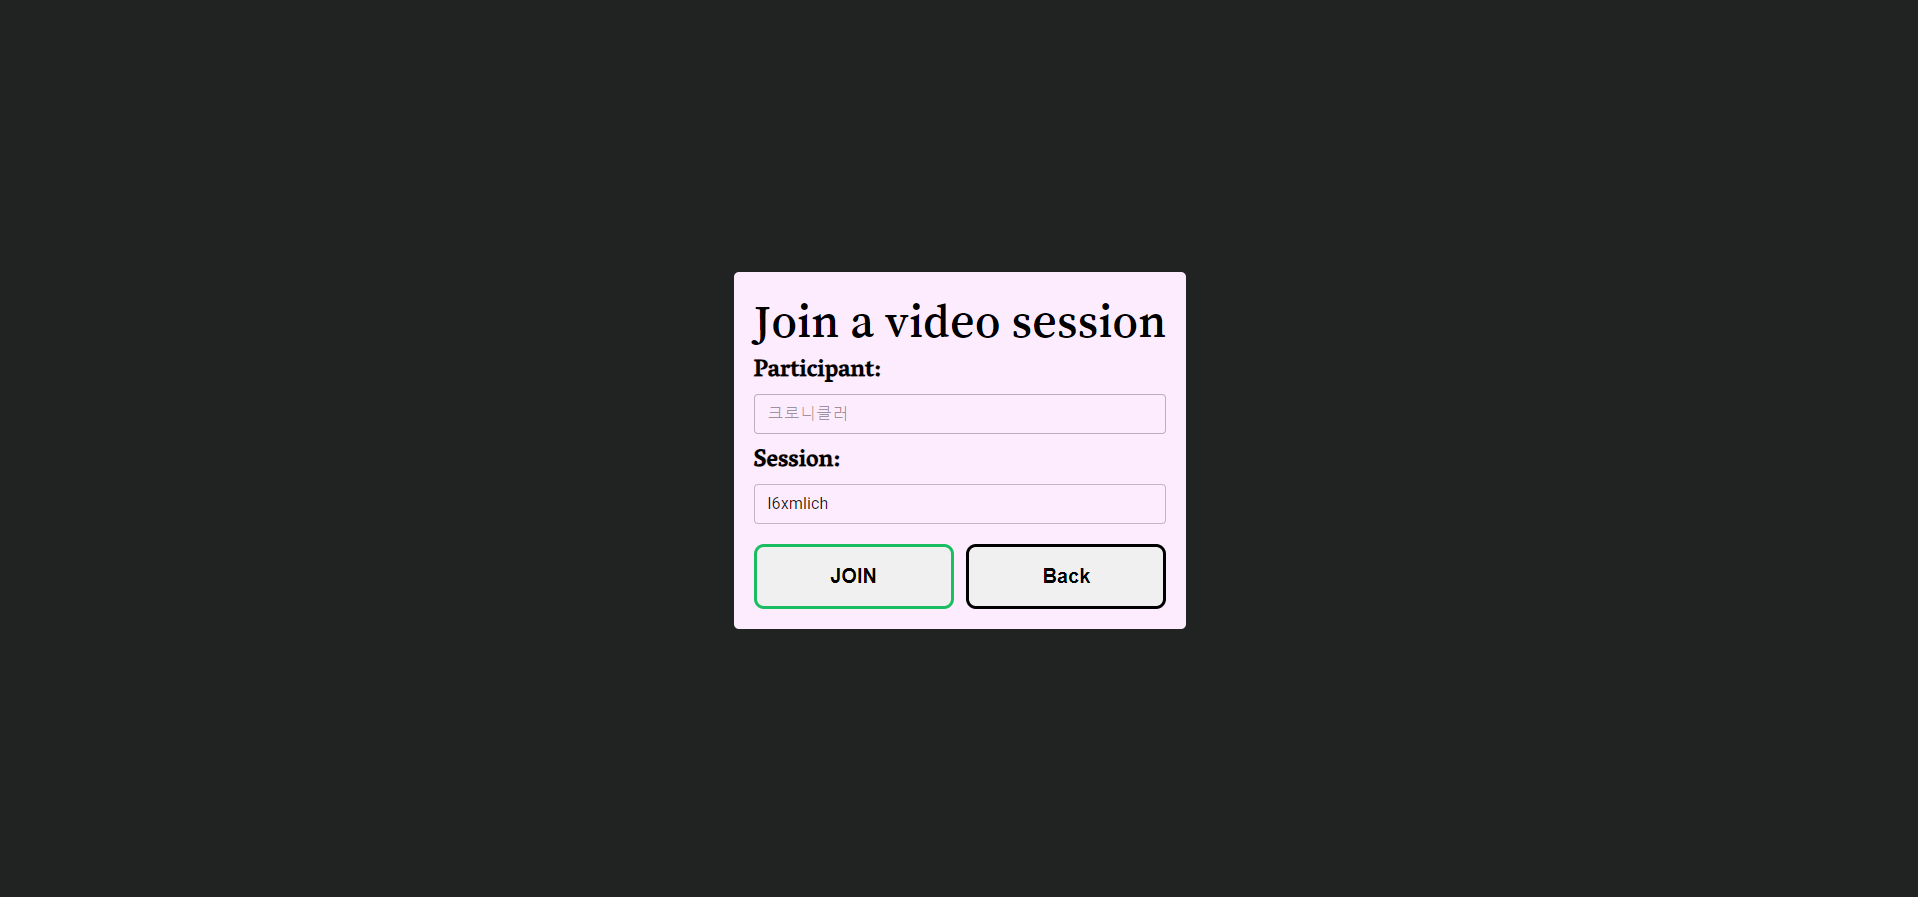 Join a video session
Participant:
크로니클러
Session:
l6xmlich
JOIN
Back